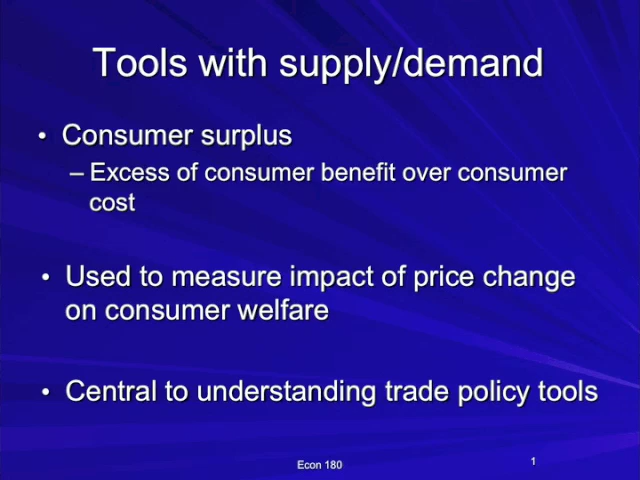 Tools with supply/demand
• Consumer surplus
– Excess of consumer benefit over consumer
cost
• Used to measure impact of price change
on consumer welfare
• Central to understanding trade policy tools
Econ 180
1